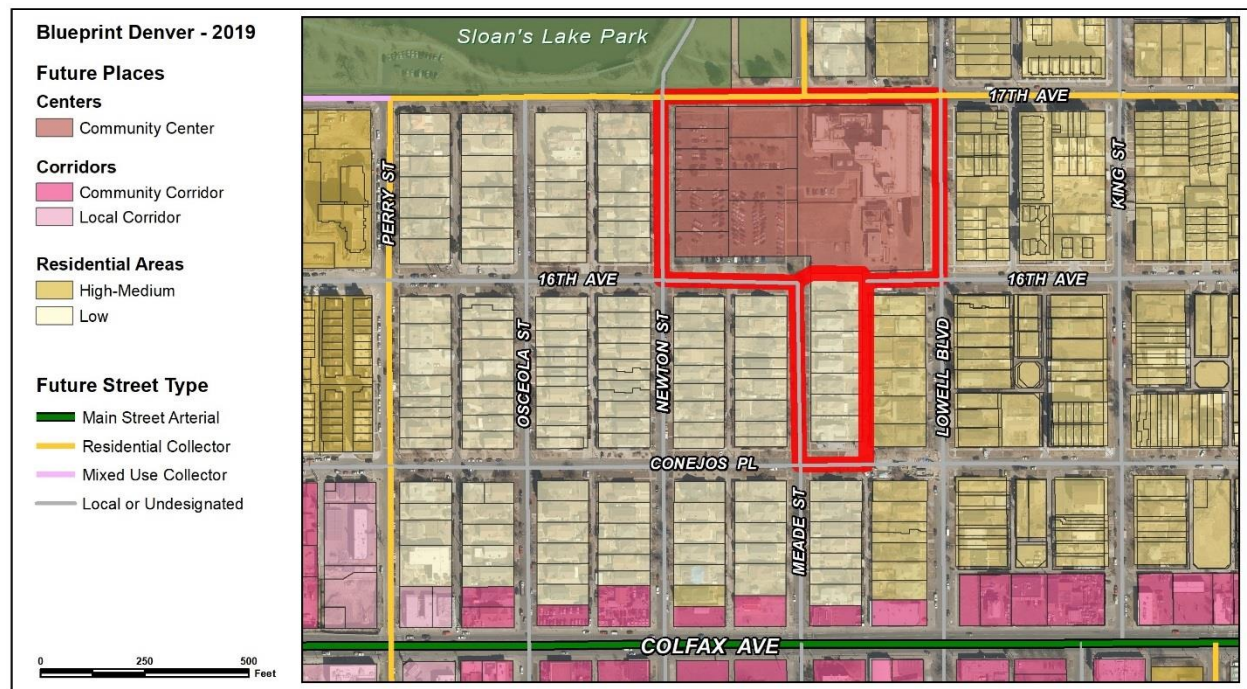 Blueprint Denver - 2019
Future Places
Centers
Community Center
Corridors
Community Corridor
Local Corridor
Residential Areas
High-Medium
Low
Future Street Type
Main Street Arterial
Residential Collector
Mixed Use Collector
Local or Undesignated
0 250 500
Feet
Sloan's Lake Park
17TH AVE
PERRY ST
KING ST
16TH AVE
16TH AVE
OSCEOLA ST
NEWTON ST
LOWELL BLVD
CONEJOS PL
MEADE ST
COLFAX AVE